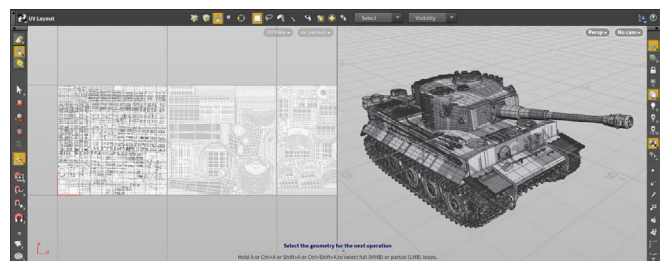 UV Layout
Select
Visibility
UV View
uv (vertex)
Persp
No cam
Select the geometry for the next operation
Hold A or Ctrl+A or Shift+A or Ctrl+Shift+A to select full (MMB) or partial (LMB) loops.